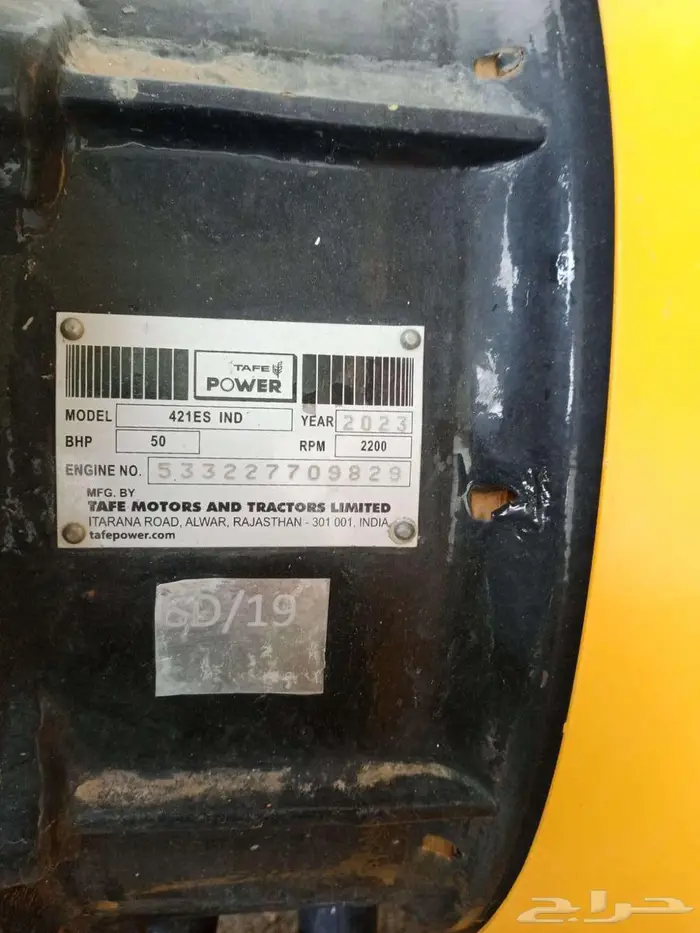 TAFE
POWER
MODEL 421ES IND YEAR 2023
BHP 50 RPM 2200
ENGINE NO. 533227709829
MFG. BY
TAFE MOTORS AND TRACTORS LIMITED
ITARANA ROAD, ALWAR, RAJASTHAN - 301 001, INDIA
tafepower.com
SD/19
حراج